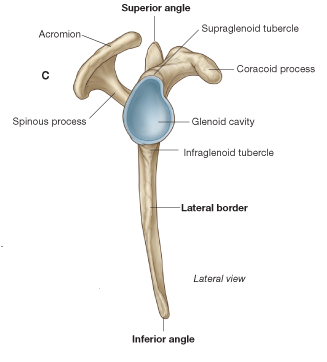 Superior angle
Supraglenoid tubercle
Acromion
Coracoid process
C
Spinous process
Glenoid cavity
Infraglenoid tubercle
Lateral border
Lateral view
Inferior angle